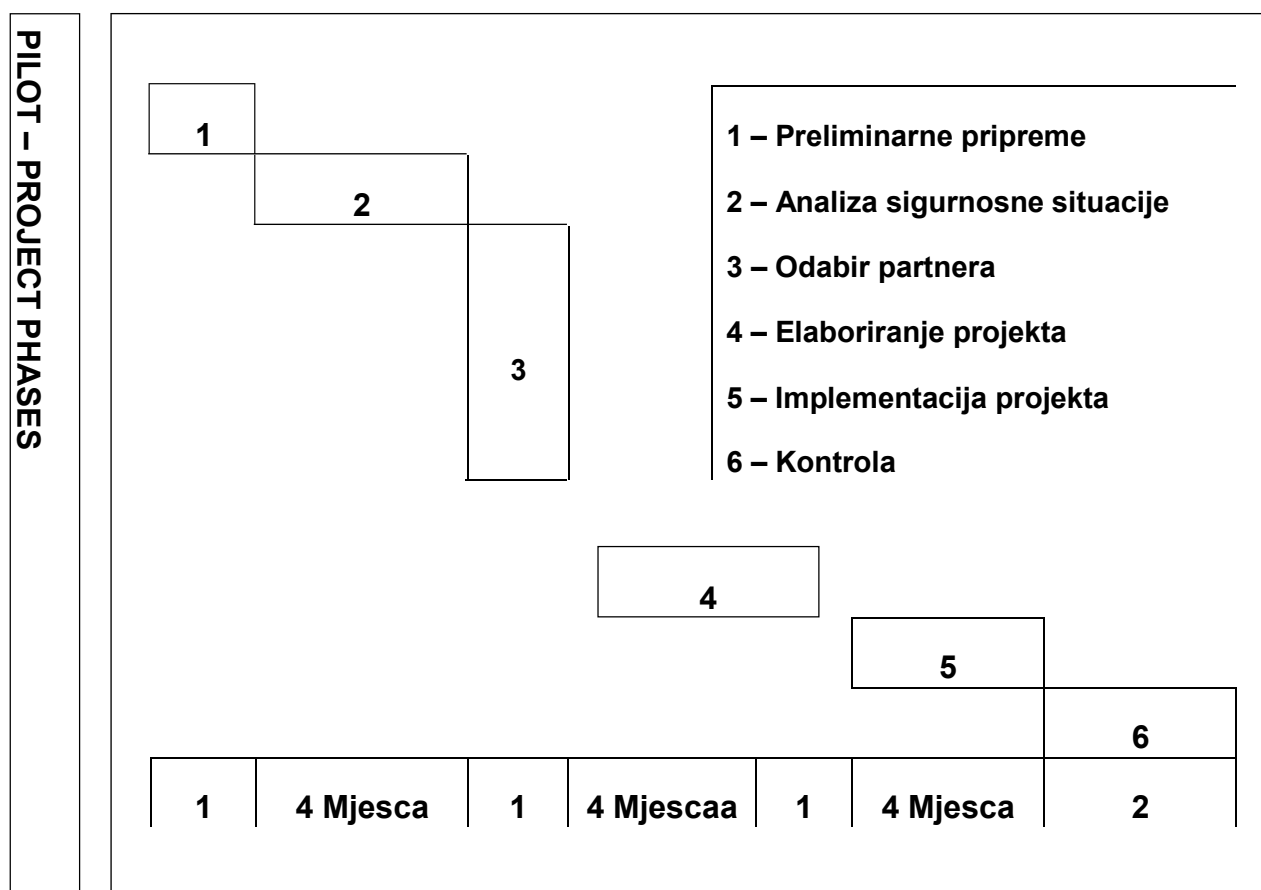 PILOT – PROJECT PHASES
1
2
3
1 – Preliminarne pripreme
2 – Analiza sigurnosne situacije
3 – Odabir partnera
4 – Elaboriranje projekta
5 – Implementacija projekta
6 – Kontrola
4
5
6
1 4 Mjesca 1 4 Mjescaa 1 4 Mjesca 2